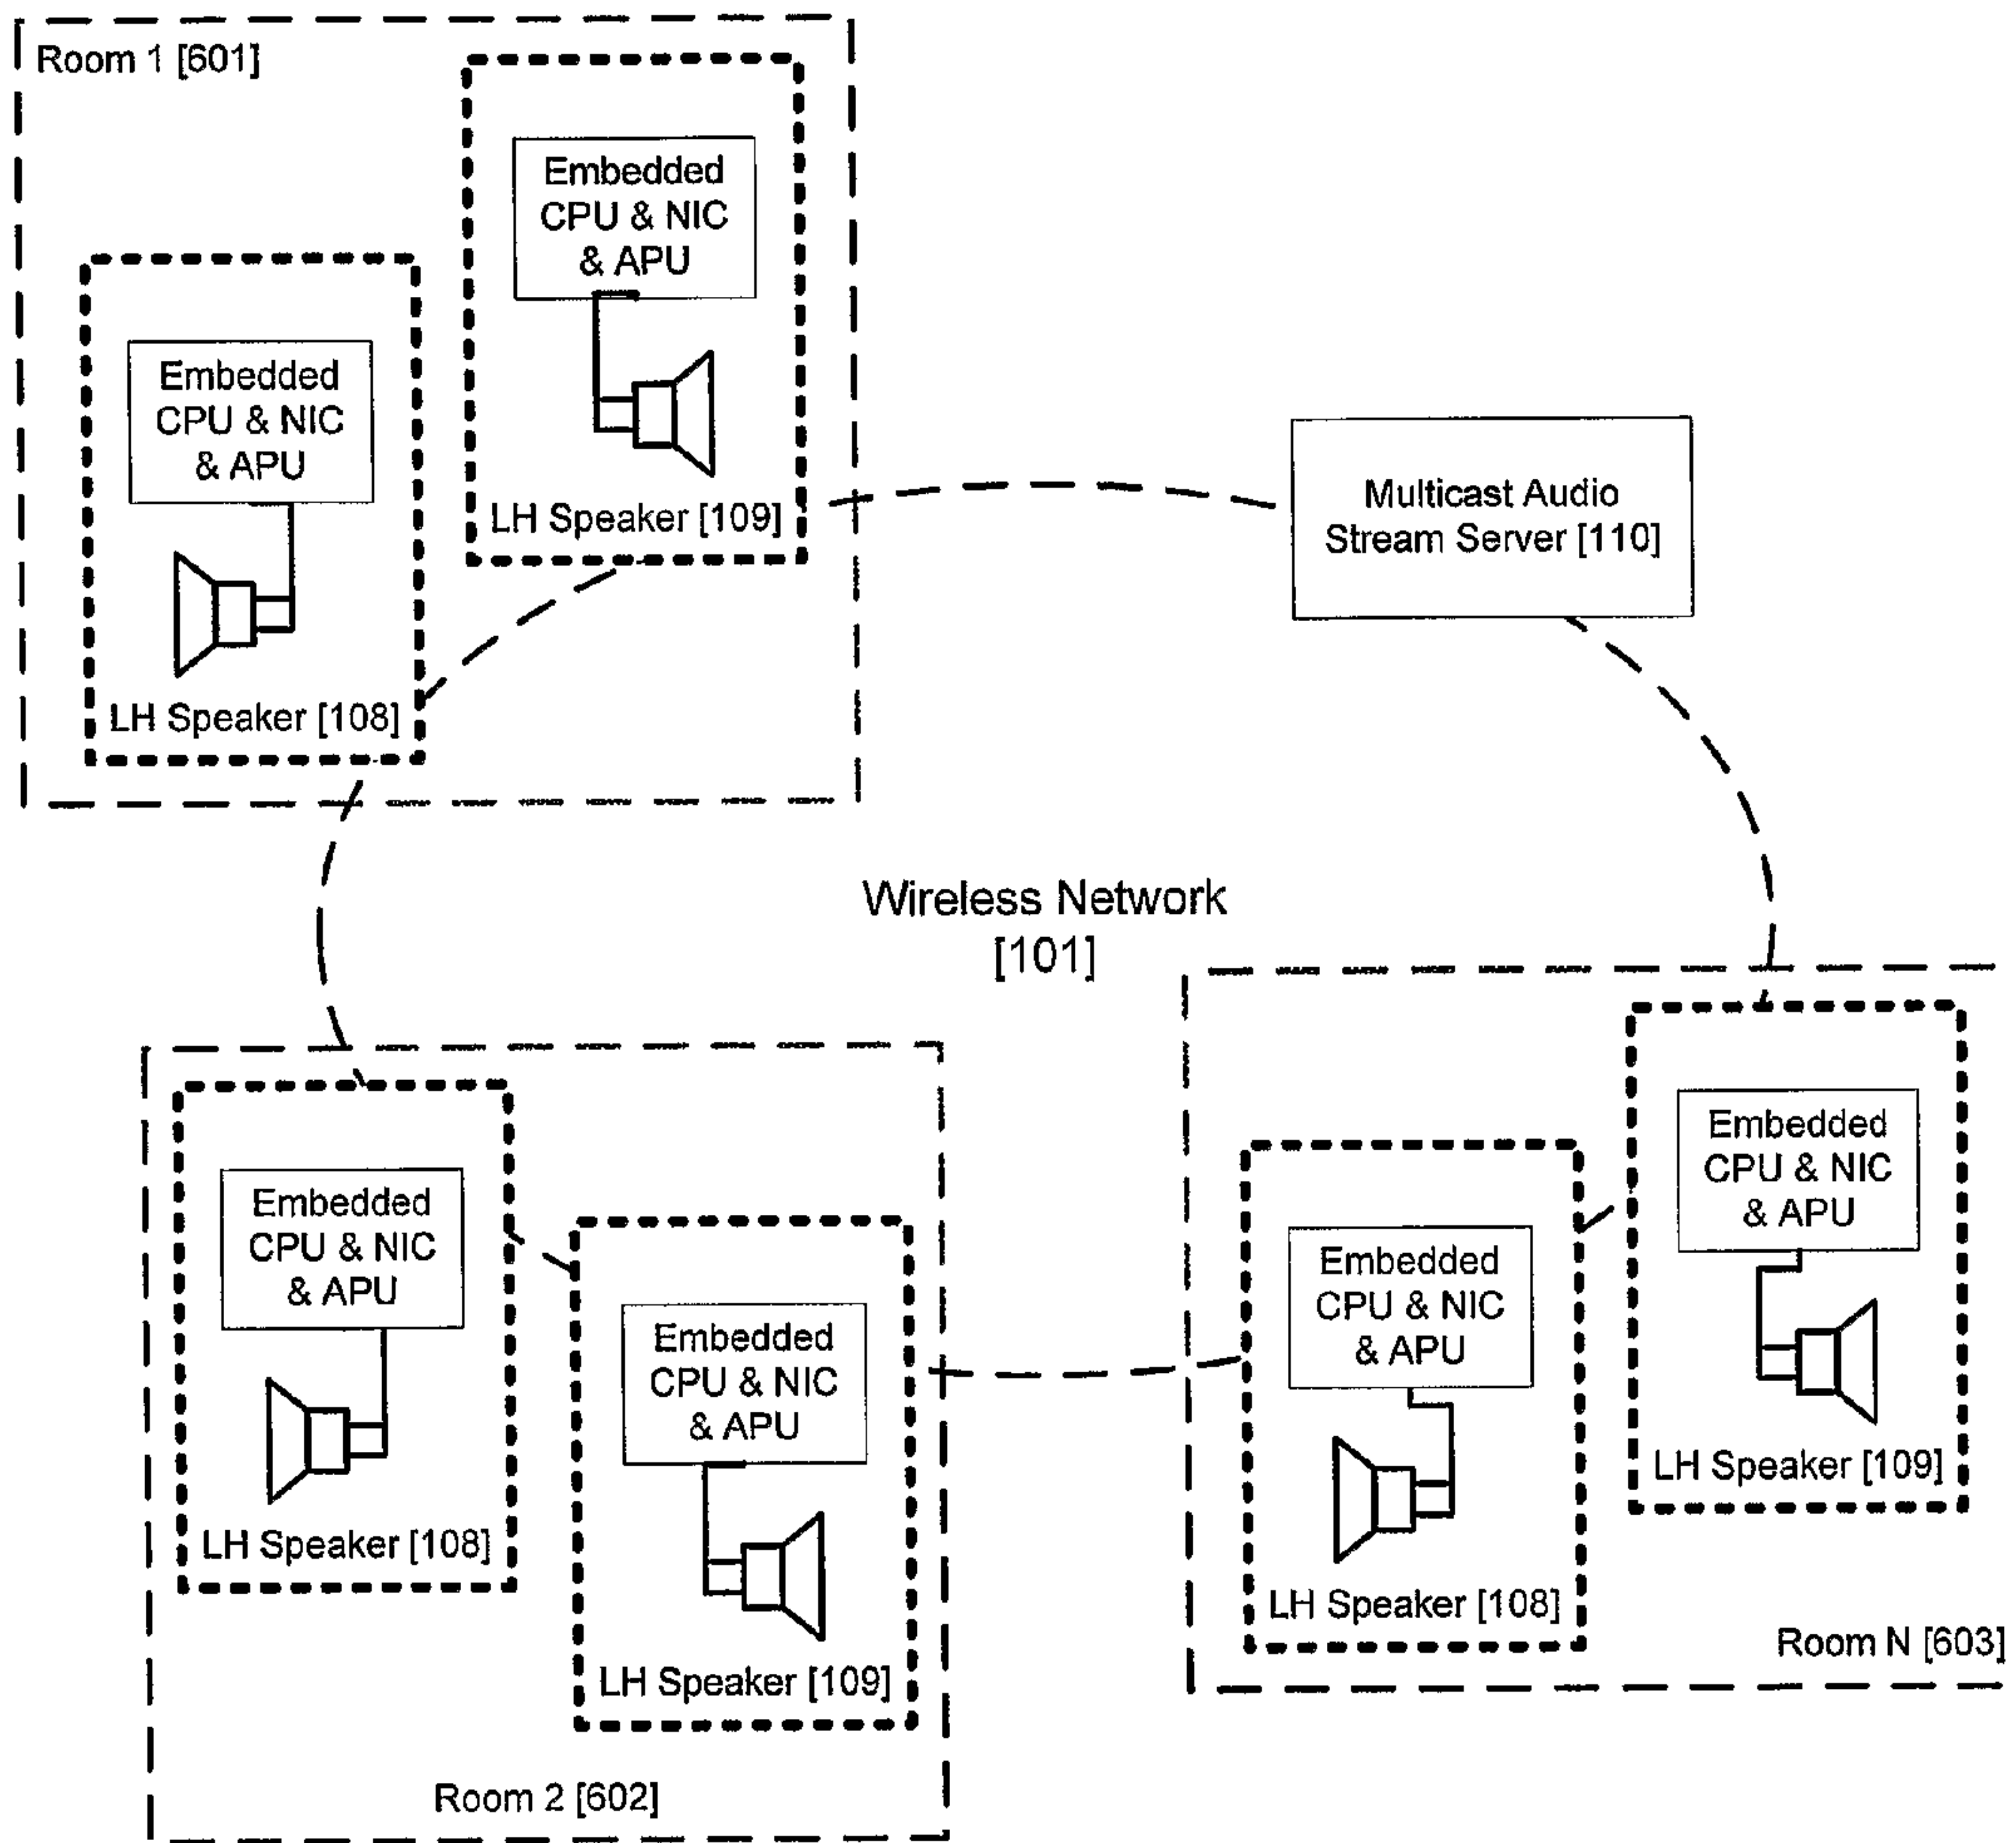 Room 1 [601]
Embedded
CPU & NIC
& APU
LH Speaker [109]
Embedded
CPU & NIC
& APU
LH Speaker [108]
Multicast Audio
Stream Server [110]
Wireless Network
[101]
Embedded
CPU & NIC
& APU
LH Speaker [108]
Embedded
CPU & NIC
& APU
LH Speaker [109]
Room 2 [602]
Embedded
CPU & NIC
& APU
LH Speaker [109]
Embedded
CPU & NIC
& APU
LH Speaker [108]
Room N [603]